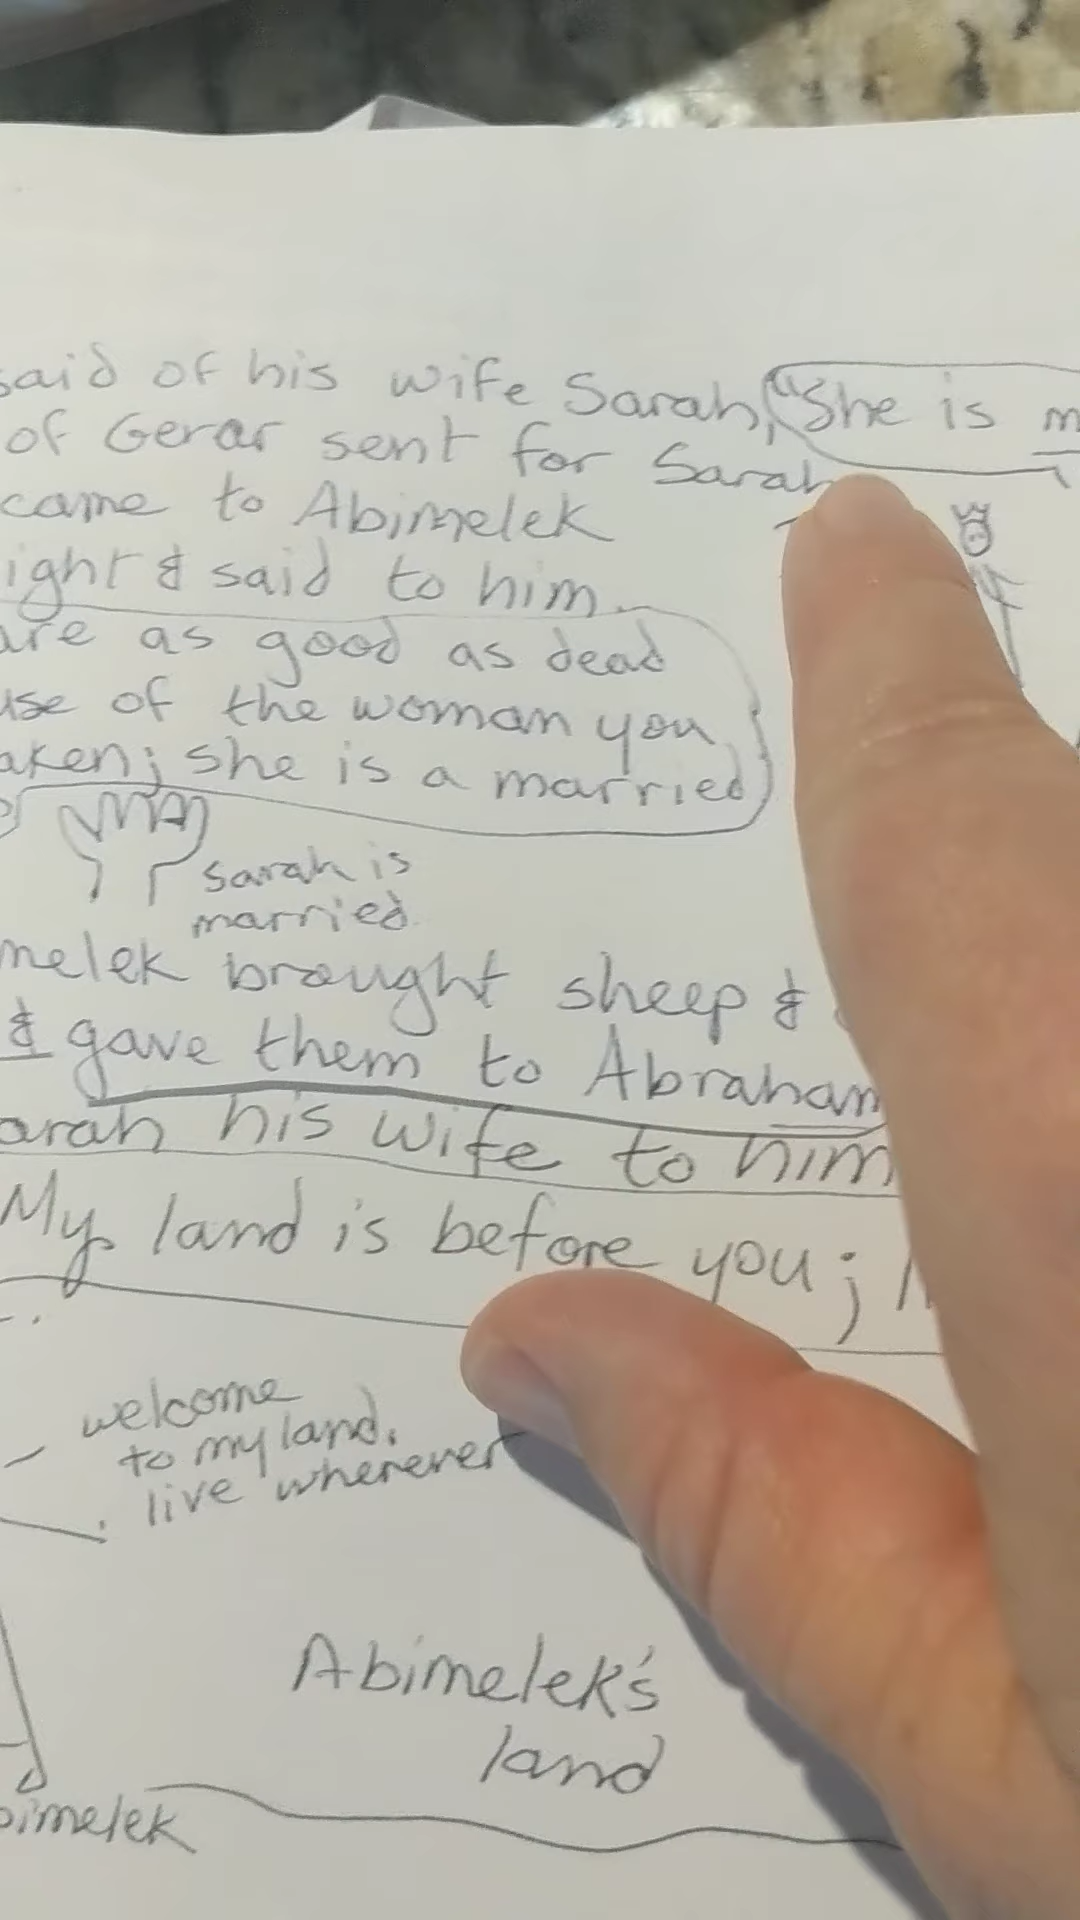 said of his wife Sarah, "She is m
of Gerar sent for Sarah
came to Abimelek
ight & said to him.
are as good as dead
use of the woman you
aken; she is a married
sarah is
married.
melek brought sheep &
& gave them to Abraham
arah his wife to him
My land is before you;
welcome
to my land.
live wherever
Abimelek's
land
bimelek